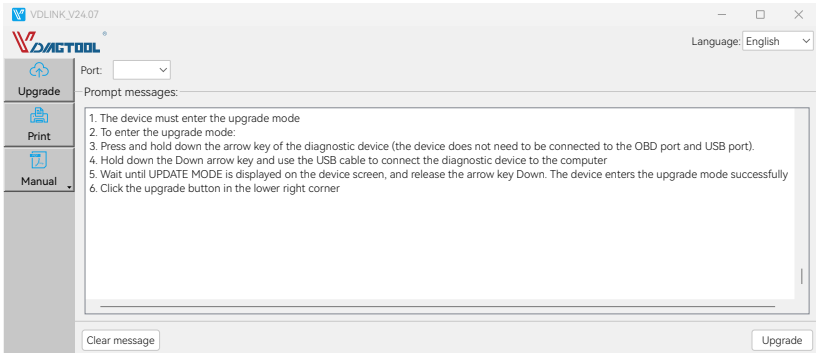 VDLINK_V24.07
VDIAGTOOL®
Language: English
Upgrade
Print
Manual
Port:
Prompt messages:
1. The device must enter the upgrade mode
2. To enter the upgrade mode:
3. Press and hold down the arrow key of the diagnostic device (the device does not need to be connected to the OBD port and USB port).
4. Hold down the Down arrow key and use the USB cable to connect the diagnostic device to the computer
5. Wait until UPDATE MODE is displayed on the device screen, and release the arrow key Down. The device enters the upgrade mode successfully
6. Click the upgrade button in the lower right corner
Clear message
Upgrade